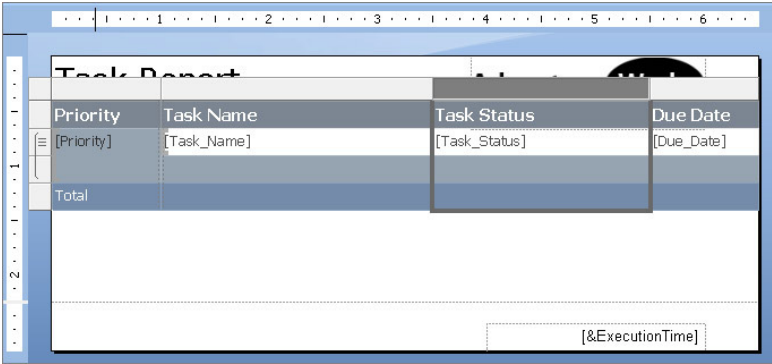 1 2 3 4 5 6
Task Report
Priority Task Name Task Status Due Date
[Priority] [Task_Name] [Task_Status] [Due_Date]
Total
1
2
[&ExecutionTime]